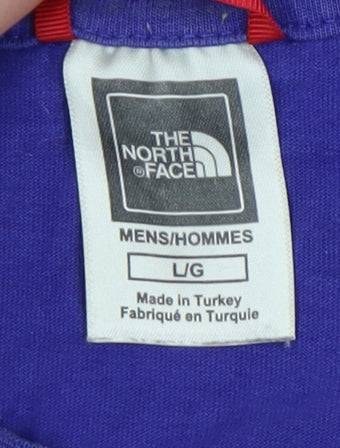 THE
NORTH
®FACE
MENS/HOMMES
L/G
Made in Turkey
Fabriqué en Turquie